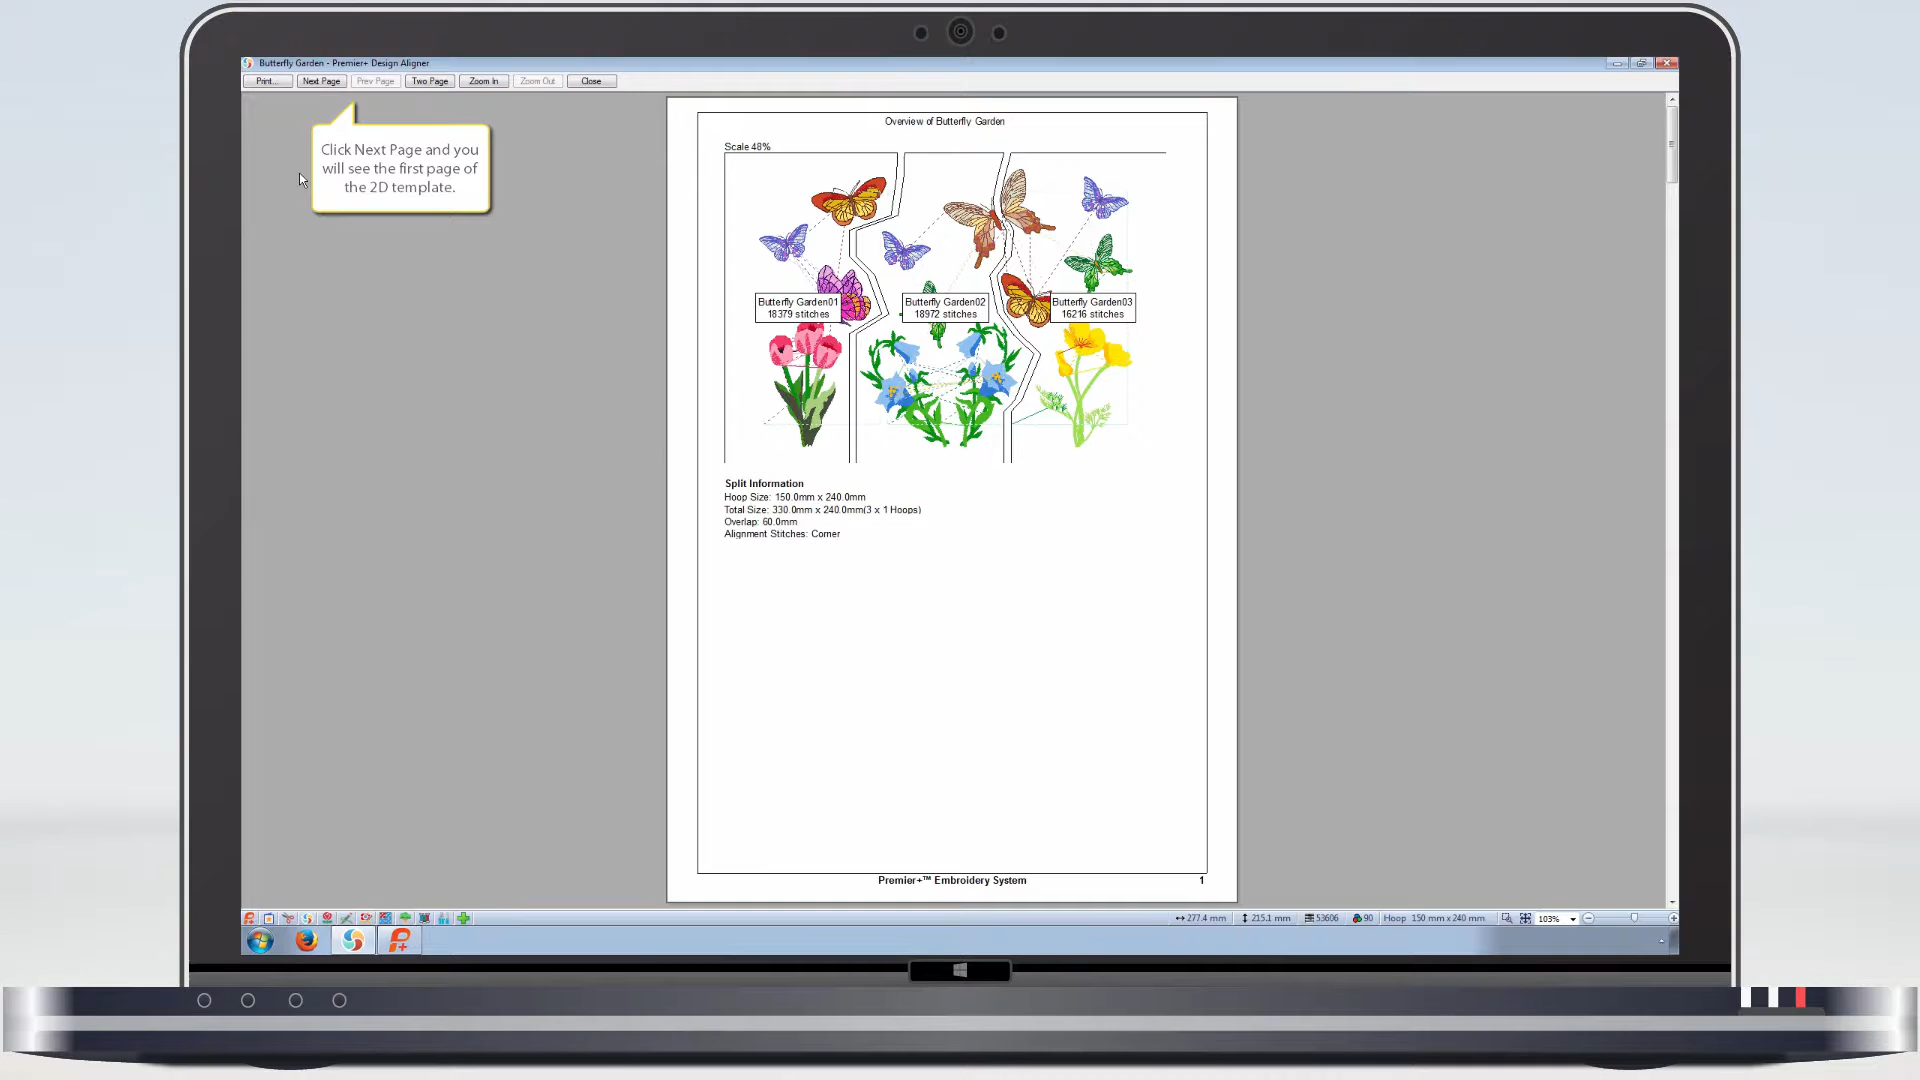 Butterfly Garden - Premier+ Design Aligner
Print... Next Page Prev Page Two Page Zoom In Zoom Out Close
Click Next Page and you
will see the first page of
the 2D template.
Overview of Butterfly Garden
Scale 48%
Butterfly Garden01
18379 stitches
Butterfly Garden02
18972 stitches
Butterfly Garden03
16216 stitches
Split Information
Hoop Size: 150.0mm x 240.0mm
Total Size: 330.0mm x 240.0mm(3 x 1 Hoops)
Overlap: 60.0mm
Alignment Stitches: Corner
Premier+™ Embroidery System 1
277.4 mm 215.1 mm 53606 90 Hoop 150 mm x 240 mm 103%